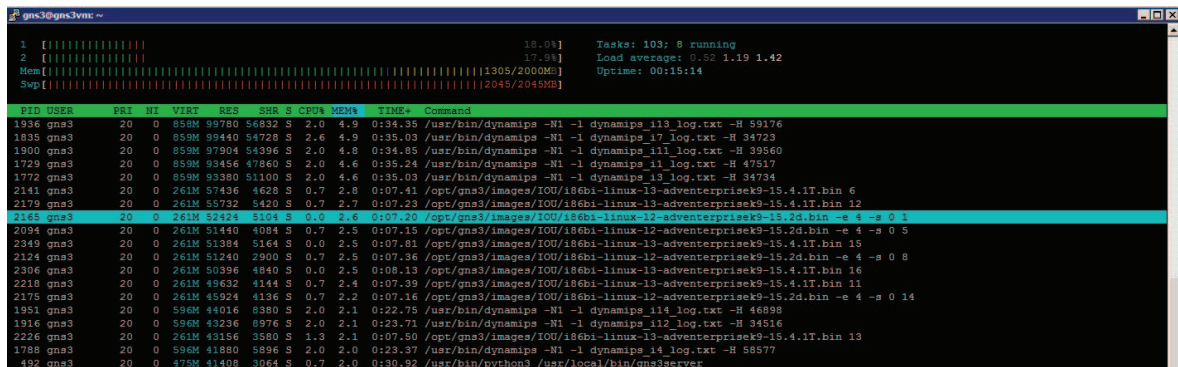 gns3@gns3vm: ~
1 [||||||||||||||| 18.0%] Tasks: 103; 8 running
2 [||||||||||||||| 17.9%] Load average: 0.52 1.19 1.42
Mem[||||||||||||||||||||||||||||||||||||||||||||||||||||||||||||||||||1305/2000MB] Uptime: 00:15:14
Swp[||||||||||||||||||||||||||||||||||||||||||||||||||||||||||||||||||2045/2045MB]
PID USER PRI NI VIRT RES SHR S CPU% MEM% TIME+ Command
1936 gns3 20 0 858M 99780 56832 S 2.0 4.9 0:34.35 /usr/bin/dynamips -N1 -l dynamips_i13_log.txt -H 59176
1835 gns3 20 0 859M 99440 54728 S 2.6 4.9 0:35.03 /usr/bin/dynamips -N1 -l dynamips_i7_log.txt -H 34723
1900 gns3 20 0 859M 97904 54396 S 2.0 4.8 0:34.85 /usr/bin/dynamips -N1 -l dynamips_i11_log.txt -H 39560
1729 gns3 20 0 859M 93456 47860 S 2.0 4.6 0:35.24 /usr/bin/dynamips -N1 -l dynamips_i1_log.txt -H 47517
1772 gns3 20 0 859M 93380 51100 S 2.0 4.6 0:35.03 /usr/bin/dynamips -N1 -l dynamips_i3_log.txt -H 34734
2141 gns3 20 0 261M 57436 4628 S 0.7 2.8 0:07.41 /opt/gns3/images/IOU/i86bi-linux-l3-adventerprisek9-15.4.1T.bin 6
2179 gns3 20 0 261M 55732 5420 S 0.7 2.7 0:07.23 /opt/gns3/images/IOU/i86bi-linux-l3-adventerprisek9-15.4.1T.bin 12
2165 gns3 20 0 261M 52424 5104 S 0.0 2.6 0:07.20 /opt/gns3/images/IOU/i86bi-linux-l2-adventerprisek9-15.2d.bin -e 4 -s 0 1
2094 gns3 20 0 261M 51440 4084 S 0.7 2.5 0:07.15 /opt/gns3/images/IOU/i86bi-linux-l2-adventerprisek9-15.2d.bin -e 4 -s 0 5
2349 gns3 20 0 261M 51384 5164 S 0.0 2.5 0:07.81 /opt/gns3/images/IOU/i86bi-linux-l3-adventerprisek9-15.4.1T.bin 15
2124 gns3 20 0 261M 51240 2900 S 0.7 2.5 0:07.36 /opt/gns3/images/IOU/i86bi-linux-l2-adventerprisek9-15.2d.bin -e 4 -s 0 8
2306 gns3 20 0 261M 50396 4840 S 0.0 2.5 0:08.13 /opt/gns3/images/IOU/i86bi-linux-l3-adventerprisek9-15.4.1T.bin 16
2218 gns3 20 0 261M 49632 4144 S 0.7 2.4 0:07.39 /opt/gns3/images/IOU/i86bi-linux-l3-adventerprisek9-15.4.1T.bin 11
2175 gns3 20 0 261M 45924 4136 S 0.7 2.2 0:07.16 /opt/gns3/images/IOU/i86bi-linux-l2-adventerprisek9-15.2d.bin -e 4 -s 0 14
1951 gns3 20 0 596M 44016 8380 S 2.0 2.1 0:22.75 /usr/bin/dynamips -N1 -l dynamips_i14_log.txt -H 46898
1916 gns3 20 0 596M 43236 8976 S 2.0 2.1 0:23.71 /usr/bin/dynamips -N1 -l dynamips_i12_log.txt -H 34516
2226 gns3 20 0 261M 43156 3580 S 1.3 2.1 0:07.50 /opt/gns3/images/IOU/i86bi-linux-l3-adventerprisek9-15.4.1T.bin 13
1788 gns3 20 0 596M 41880 5896 S 2.0 2.0 0:23.37 /usr/bin/dynamips -N1 -l dynamips_i4_log.txt -H 58577
492 gns3 20 0 475M 41408 3064 S 0.7 2.0 0:30.92 /usr/bin/python3 /usr/local/bin/gns3server